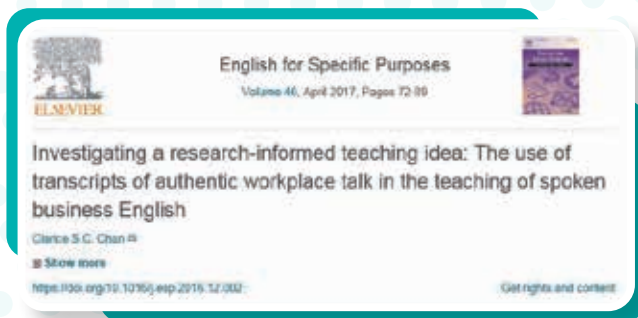 ELSEVIER
English for Specific Purposes
Volume 46, April 2017, Pages 72-89
Investigating a research-informed teaching idea: The use of
transcripts of authentic workplace talk in the teaching of spoken
business English
Clarice S.C. Chan
Show more
https://doi.org/10.1016/j.esp.2016.12.002
Get rights and content